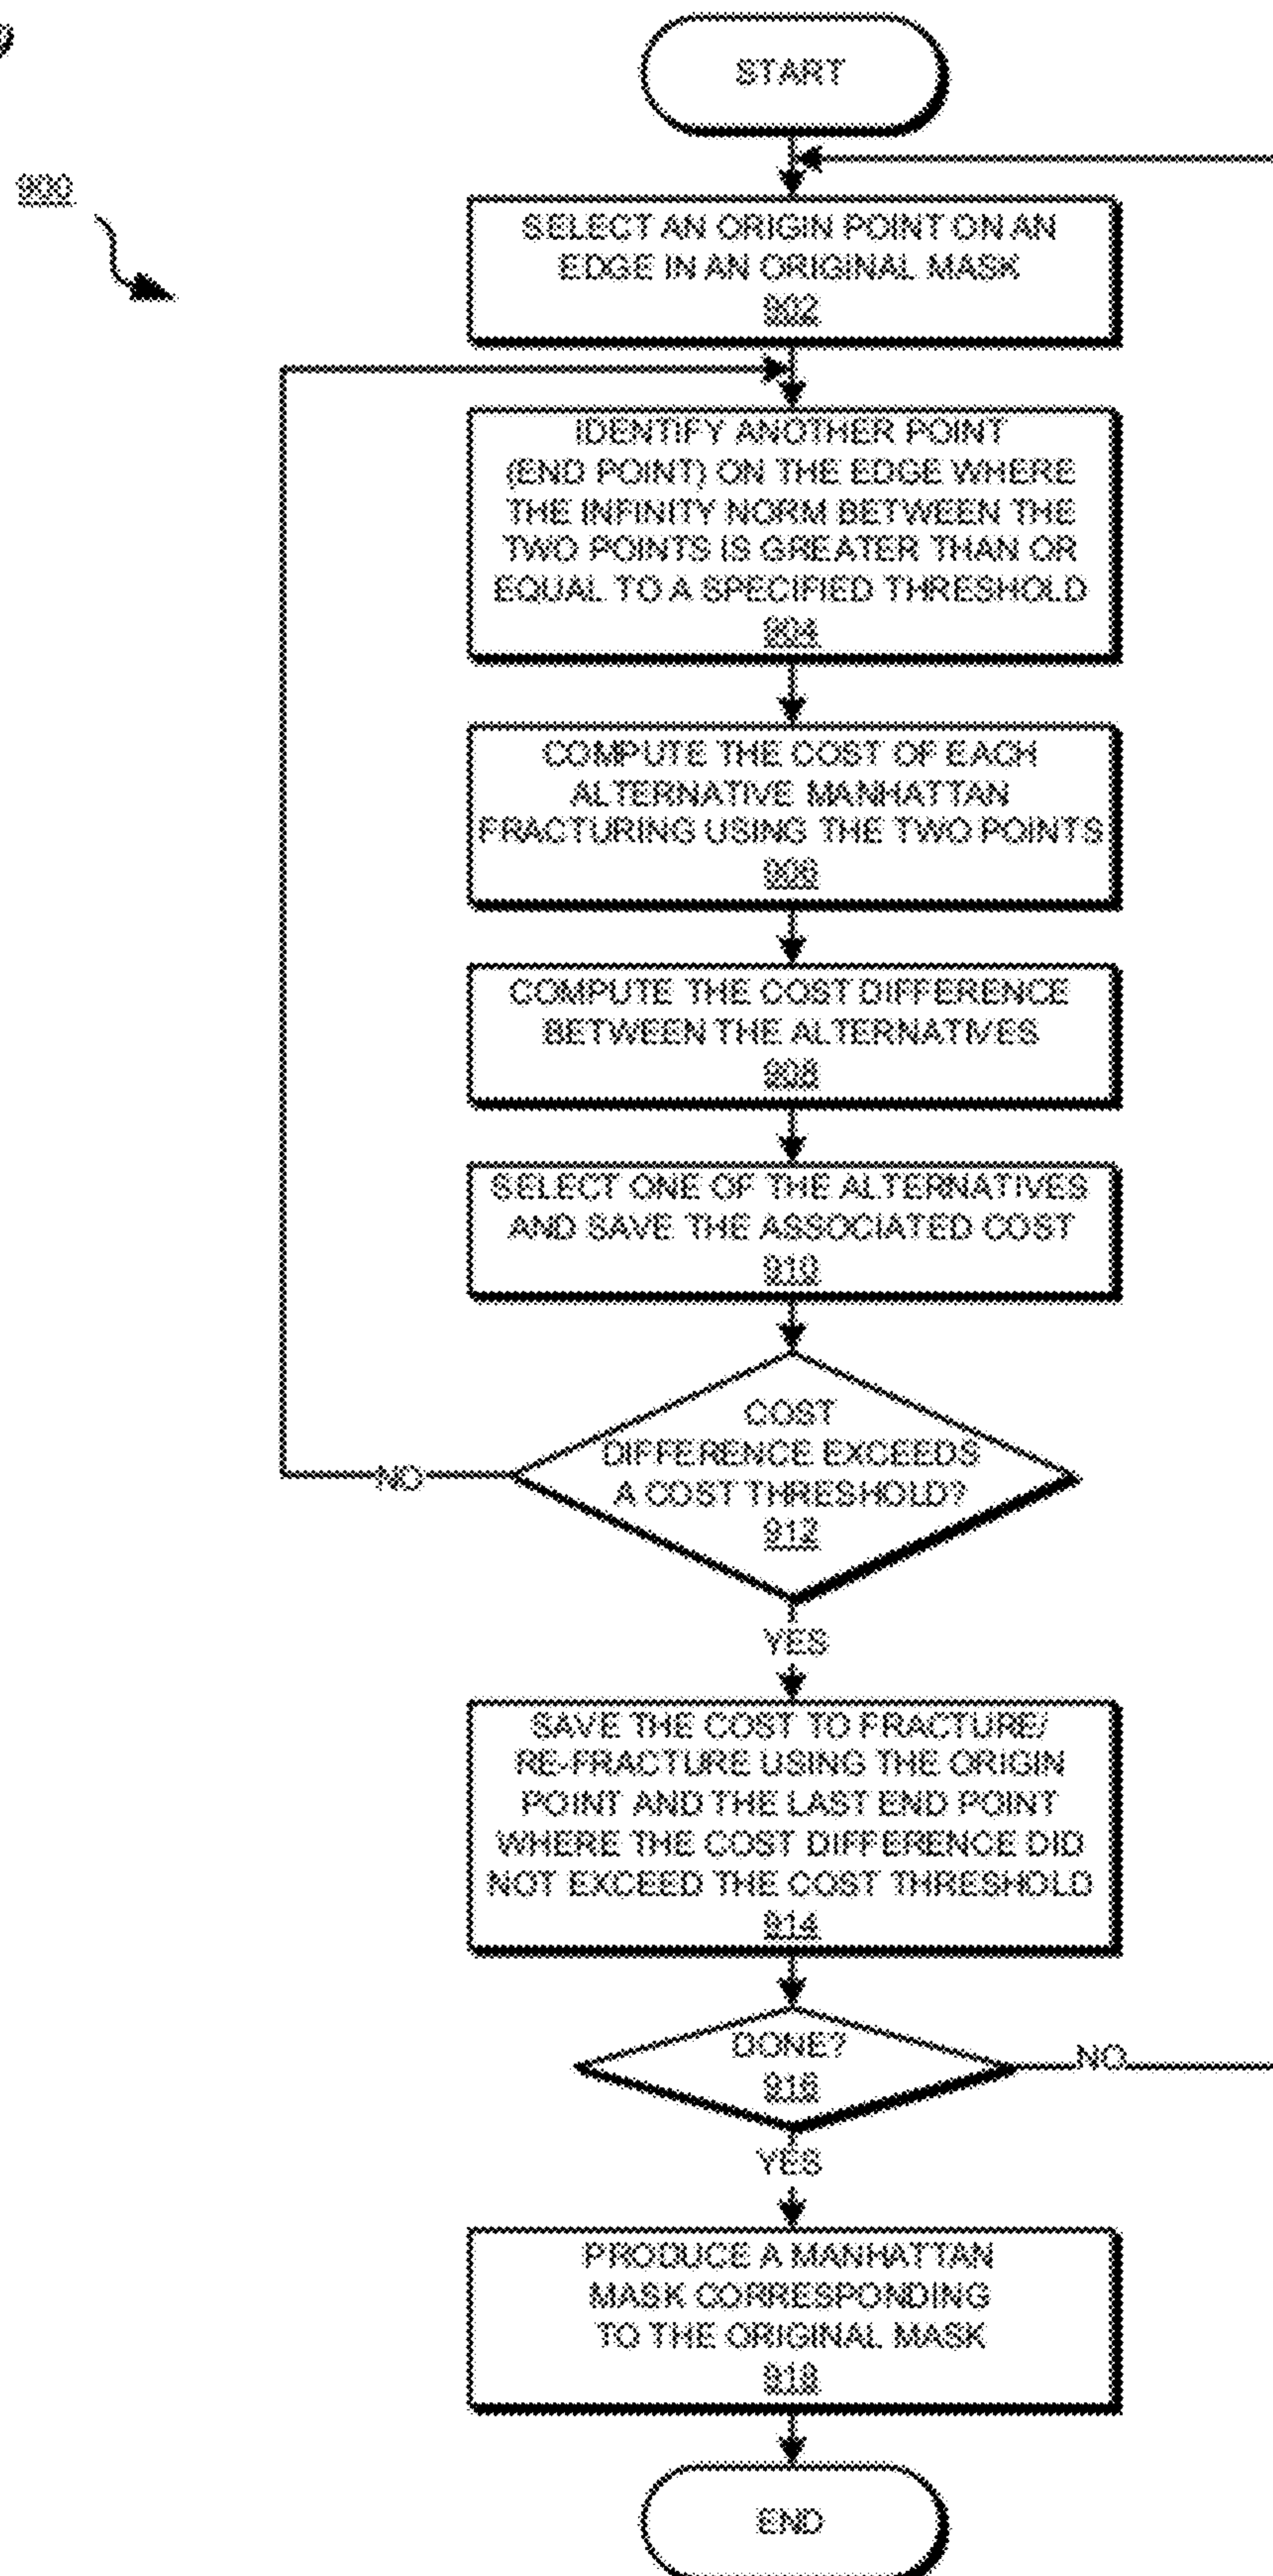 900
START
SELECT AN ORIGIN POINT ON AN
EDGE IN AN ORIGINAL MASK
902
IDENTIFY ANOTHER POINT
(END POINT) ON THE EDGE WHERE
THE INFINITY NORM BETWEEN THE
TWO POINTS IS GREATER THAN OR
EQUAL TO A SPECIFIED THRESHOLD
904
COMPUTE THE COST OF EACH
ALTERNATIVE MANHATTAN
FRACTURING USING THE TWO POINTS
906
COMPUTE THE COST DIFFERENCE
BETWEEN THE ALTERNATIVES
908
SELECT ONE OF THE ALTERNATIVES
AND SAVE THE ASSOCIATED COST
910
COST
DIFFERENCE EXCEEDS
A COST THRESHOLD?
912
NO
YES
SAVE THE COST TO FRACTURE/
RE-FRACTURE USING THE ORIGIN
POINT AND THE LAST END POINT
WHERE THE COST DIFFERENCE DID
NOT EXCEED THE COST THRESHOLD
914
DONE?
916
NO
YES
PRODUCE A MANHATTAN
MASK CORRESPONDING
TO THE ORIGINAL MASK
918
END